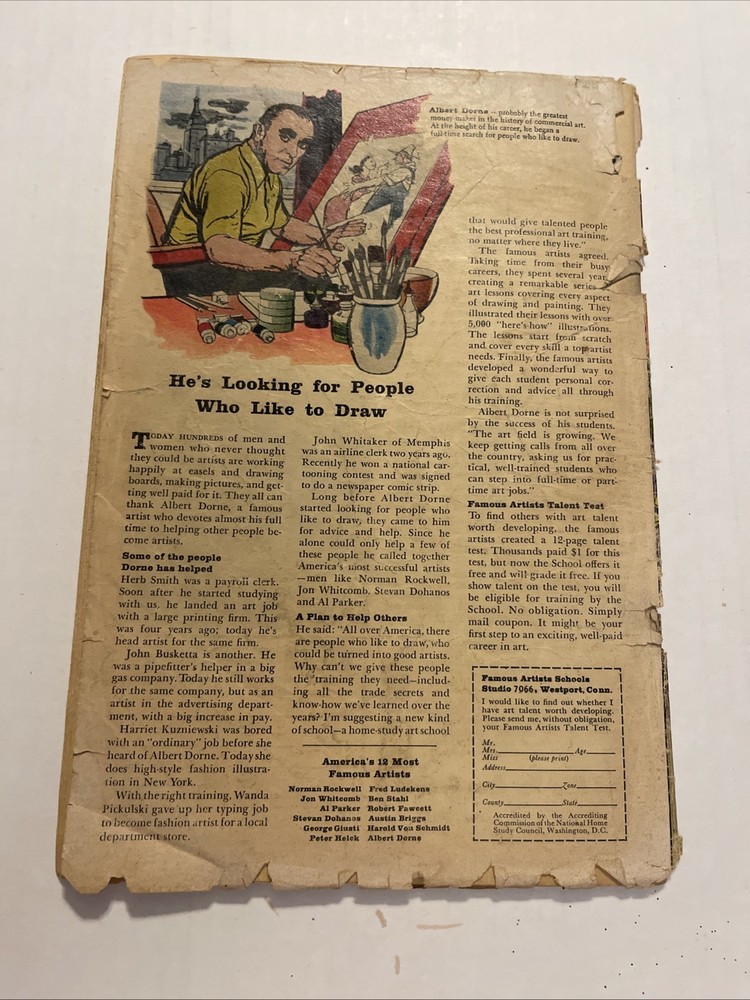 Albert Dorne – probably the greatest
money-maker in the history of commercial art.
At the height of his career, he began a
full-time search for people who like to draw.
He's Looking for People
Who Like to Draw
TODAY HUNDREDS of men and
women who never thought
they could be artists are working
happily at easels and drawing
boards, making pictures, and get-
ting well paid for it. They all can
thank Albert Dorne, a famous
artist who devotes almost his full
time to helping other people be-
come artists.
Some of the people
Dorne has helped
Herb Smith was a payroll clerk.
Soon after he started studying
with us, he landed an art job
with a large printing firm. This
was four years ago; today he's
head artist for the same firm.
John Busketta is another. He
was a pipefitter's helper in a big
gas company. Today he still works
for the same company, but as an
artist in the advertising depart-
ment, with a big increase in pay.
Harriet Kuzniewski was bored
with an "ordinary" job before she
heard of Albert Dorne. Today she
does high-style fashion illustra-
tion in New York.
With the right training, Wanda
Pickulski gave up her typing job
to become fashion artist for a local
department store.
John Whitaker of Memphis
was an airline clerk two years ago.
Recently he won a national car-
tooning contest and was signed
to do a newspaper comic strip.
Long before Albert Dorne
started looking for people who
like to draw, they came to him
for advice and help. Since he
alone could only help a few of
these people he called together
America's most successful artists
—men like Norman Rockwell,
Jon Whitcomb, Stevan Dohanos
and Al Parker.
A Plan to Help Others
He said: "All over America, there
are people who like to draw, who
could be turned into good artists.
Why can't we give these people
the training they need—includ-
ing all the trade secrets and
know-how we've learned over the
years? I'm suggesting a new kind
of school—a home-study art school
America's 12 Most
Famous Artists
Norman Rockwell Fred Ludekens
Jon Whitcomb Ben Stahl
Al Parker Robert Fawcett
Stevan Dohanos Austin Briggs
George Giusti Harold Von Schmidt
Peter Helck Albert Dorne
that would give talented people
the best professional art training,
no matter where they live."
The famous artists agreed.
Taking time from their busy
careers, they spent several years
creating a remarkable series
art lessons covering every aspect
of drawing and painting. They
illustrated their lessons with over
5,000 "here's-how" illustrations.
The lessons start from scratch
and cover every skill a top artist
needs. Finally, the famous artists
developed a wonderful way to
give each student personal cor-
rection and advice all through
his training.
Albert Dorne is not surprised
by the success of his students.
"The art field is growing. We
keep getting calls from all over
the country, asking us for prac-
tical, well-trained students who
can step into full-time or part-
time art jobs."
Famous Artists Talent Test
To find others with art talent
worth developing, the famous
artists created a 12-page talent
test. Thousands paid $1 for this
test, but now the School offers it
free and will grade it free. If you
show talent on the test, you will
be eligible for training by the
School. No obligation. Simply
mail coupon. It might be your
first step to an exciting, well-paid
career in art.
Famous Artists Schools
Studio 7066, Westport, Conn.
I would like to find out whether I
have art talent worth developing.
Please send me, without obligation,
your Famous Artists Talent Test.
Mr.
Mrs. Age
Miss (please print)
Address
City Zone
County State
Accredited by the Accrediting
Commission of the National Home
Study Council, Washington, D.C.